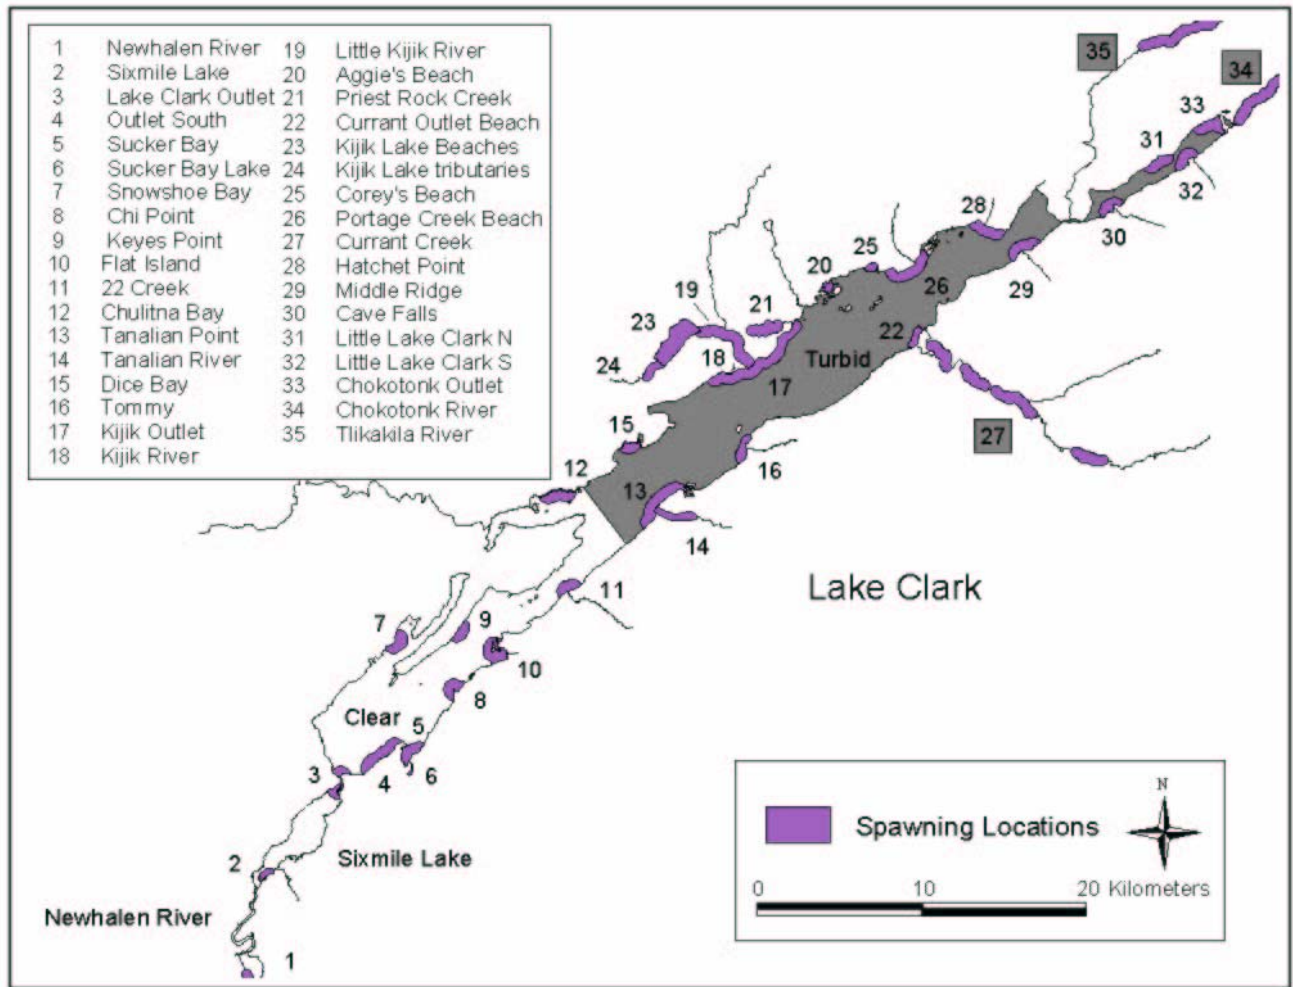 1 Newhalen River
2 Sixmile Lake
3 Lake Clark Outlet
4 Outlet South
5 Sucker Bay
6 Sucker Bay Lake
7 Snowshoe Bay
8 Chi Point
9 Keyes Point
10 Flat Island
11 22 Creek
12 Chulitna Bay
13 Tanalian Point
14 Tanalian River
15 Dice Bay
16 Tommy
17 Kijik Outlet
18 Kijik River
19 Little Kijik River
20 Aggie's Beach
21 Priest Rock Creek
22 Currant Outlet Beach
23 Kijik Lake Beaches
24 Kijik Lake tributaries
25 Corey's Beach
26 Portage Creek Beach
27 Currant Creek
28 Hatchet Point
29 Middle Ridge
30 Cave Falls
31 Little Lake Clark N
32 Little Lake Clark S
33 Chokotonk Outlet
34 Chokotonk River
35 Tlikakila River
35
34
33
31
32
30
28
29
25
26
20
19
21
23
22
24
18
17
Turbid
27
15
16
12
13
14
11
Lake Clark
7
9
10
8
Clear
5
3
4
6
2
Sixmile Lake
Newhalen River
1
N
Spawning Locations
0 10 20 Kilometers